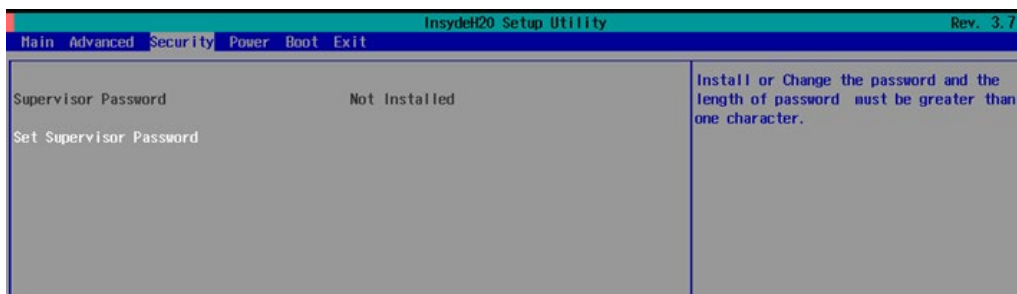 InsydeH20 Setup Utility Rev. 3.7
Main Advanced Security Power Boot Exit
Supervisor Password Not Installed
Set Supervisor Password
Install or Change the password and the
length of password must be greater than
one character.